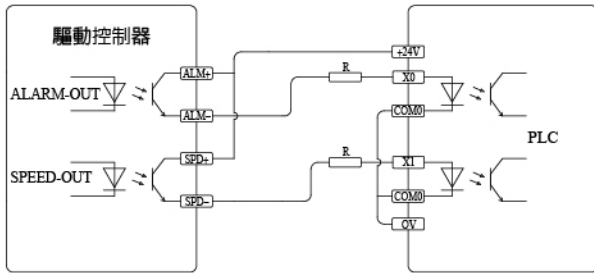 驅動控制器
+24V
ALM+
R
X0
ALARM-OUT
ALM-
COM0
PLC
SPD+
R
X1
SPEED-OUT
SPD-
COM0
OV